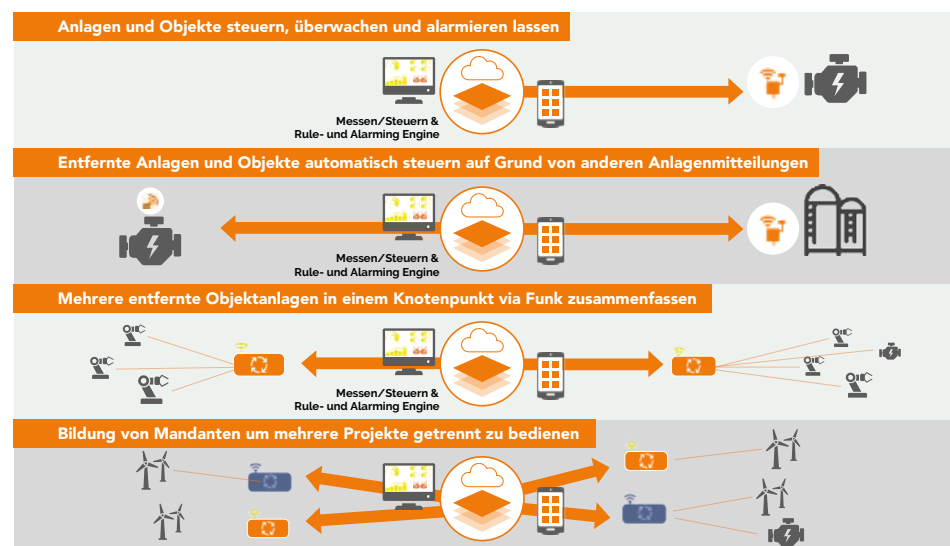 Anlagen und Objekte steuern, überwachen und alarmieren lassen
Messen/Steuern &
Rule- und Alarming Engine
Entfernte Anlagen und Objekte automatisch steuern auf Grund von anderen Anlagenmitteilungen
Messen/Steuern &
Rule- und Alarming Engine
Mehrere entfernte Objektanlagen in einem Knotenpunkt via Funk zusammenfassen
Messen/Steuern &
Rule- und Alarming Engine
Bildung von Mandanten um mehrere Projekte getrennt zu bedienen